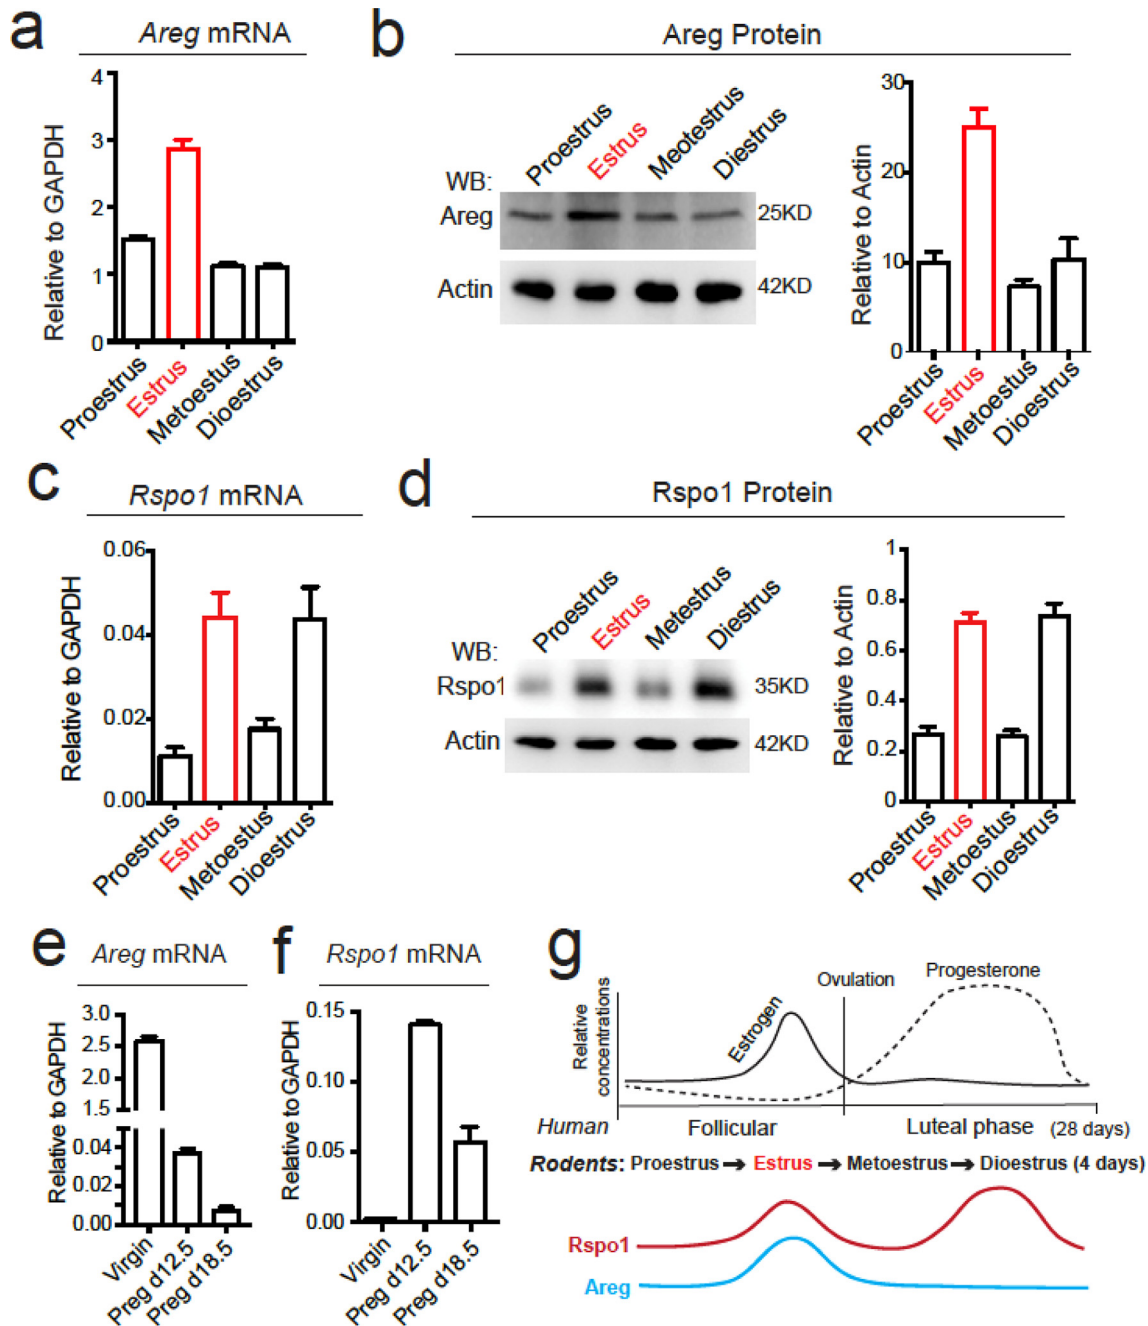 a
Areg mRNA
Relative to GAPDH
4
3
2
1
0
Proestrus
Estrus
Metoestus
Dioestrus
b
Areg Protein
Proestrus
Estrus
Meotestrus
Diestrus
WB:
Areg
25KD
Actin
42KD
Relative to Actin
30
20
10
0
Proestrus
Estrus
Metoestus
Dioestrus
c
Rspo1 mRNA
Relative to GAPDH
0.06
0.04
0.02
0.00
Proestrus
Estrus
Metoestus
Dioestrus
d
Rspo1 Protein
Proestrus
Estrus
Metestrus
Diestrus
WB:
Rspo1
35KD
Actin
42KD
Relative to Actin
1
0.8
0.6
0.4
0.2
0
Proestrus
Estrus
Metoestus
Dioestrus
e
Areg mRNA
Relative to GAPDH
3.0
2.5
2.0
1.5
0.04
0.02
0.00
Virgin
Preg d12.5
Preg d18.5
f
Rspo1 mRNA
Relative to GAPDH
0.15
0.10
0.05
0.00
Virgin
Preg d12.5
Preg d18.5
g
Relative
concentrations
Estrogen
Ovulation
Progesterone
Human Follicular Luteal phase (28 days)
Rodents: Proestrus → Estrus → Metoestrus → Dioestrus (4 days)
Rspo1
Areg